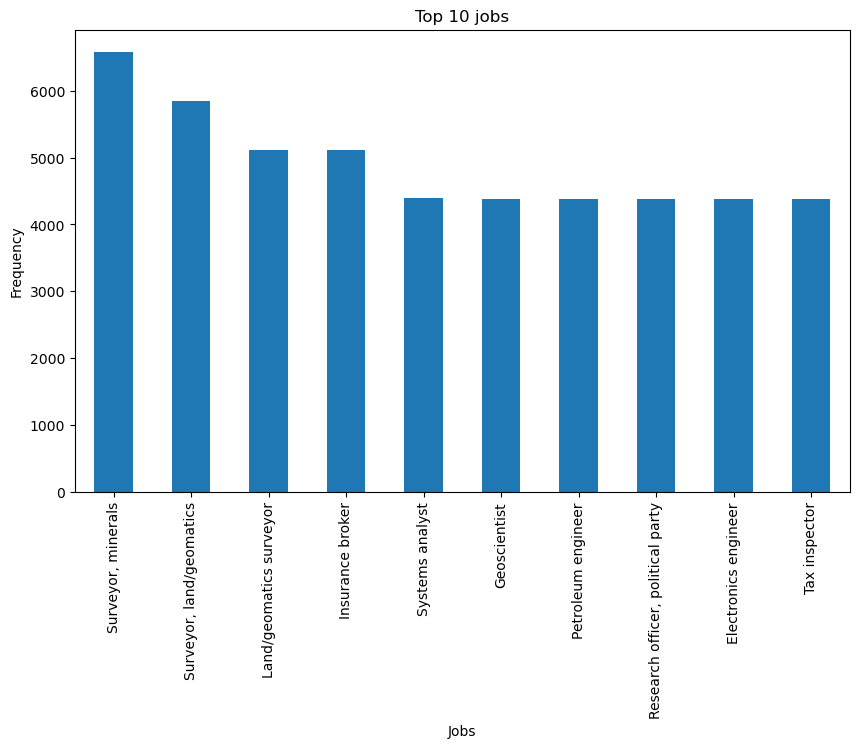 Top 10 jobs
Frequency
6000
5000
4000
3000
2000
1000
0
Surveyor, minerals
Surveyor, land/geomatics
Land/geomatics surveyor
Insurance broker
Systems analyst
Geoscientist
Petroleum engineer
Research officer, political party
Electronics engineer
Tax inspector
Jobs